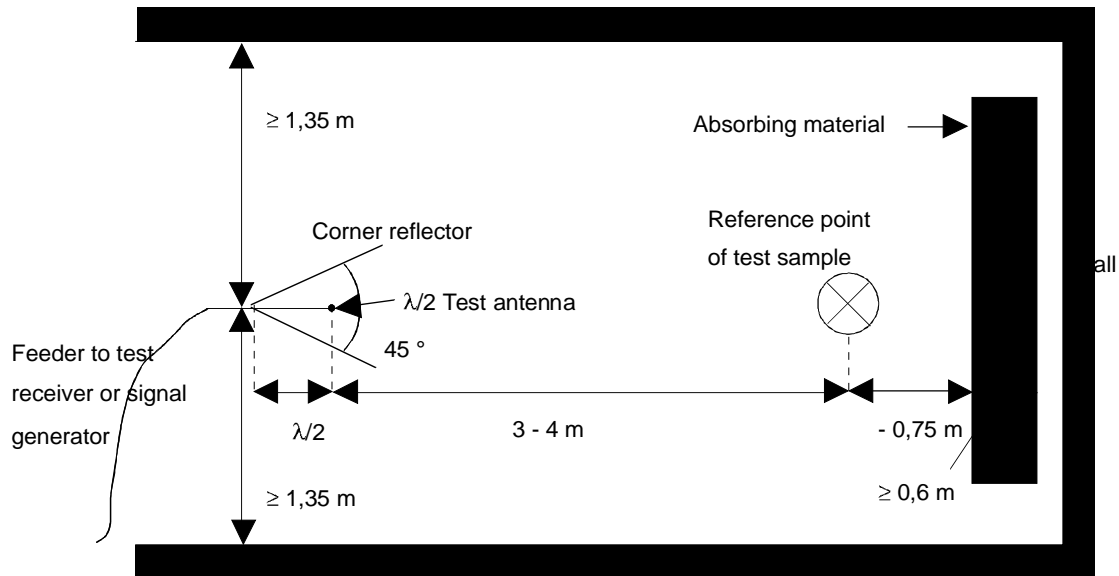 ≥ 1,35 m
Absorbing material
Corner reflector
Reference point
of test sample
all
λ/2 Test antenna
45 °
Feeder to test
receiver or signal
generator
λ/2
3 - 4 m
- 0,75 m
≥ 0,6 m
≥ 1,35 m